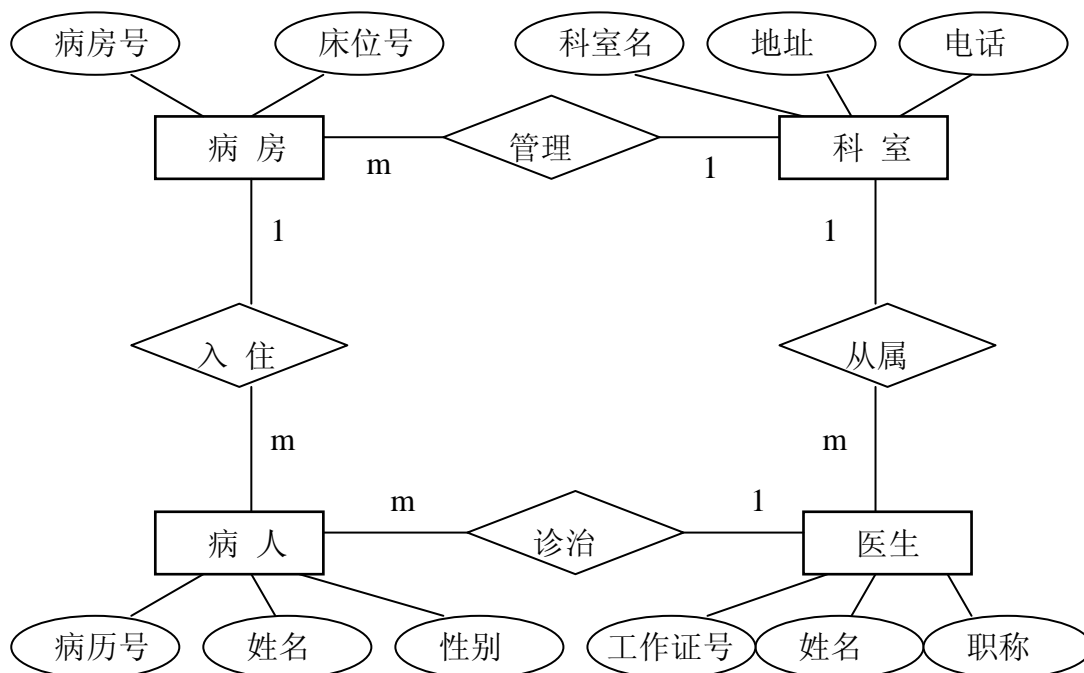 病房号 床位号 科室名 地址 电话
病 房 管理 科 室
m 1
1 1
入 住 从属
m m
m 1
病 人 诊治 医生
病历号 姓名 性别 工作证号 姓名 职称